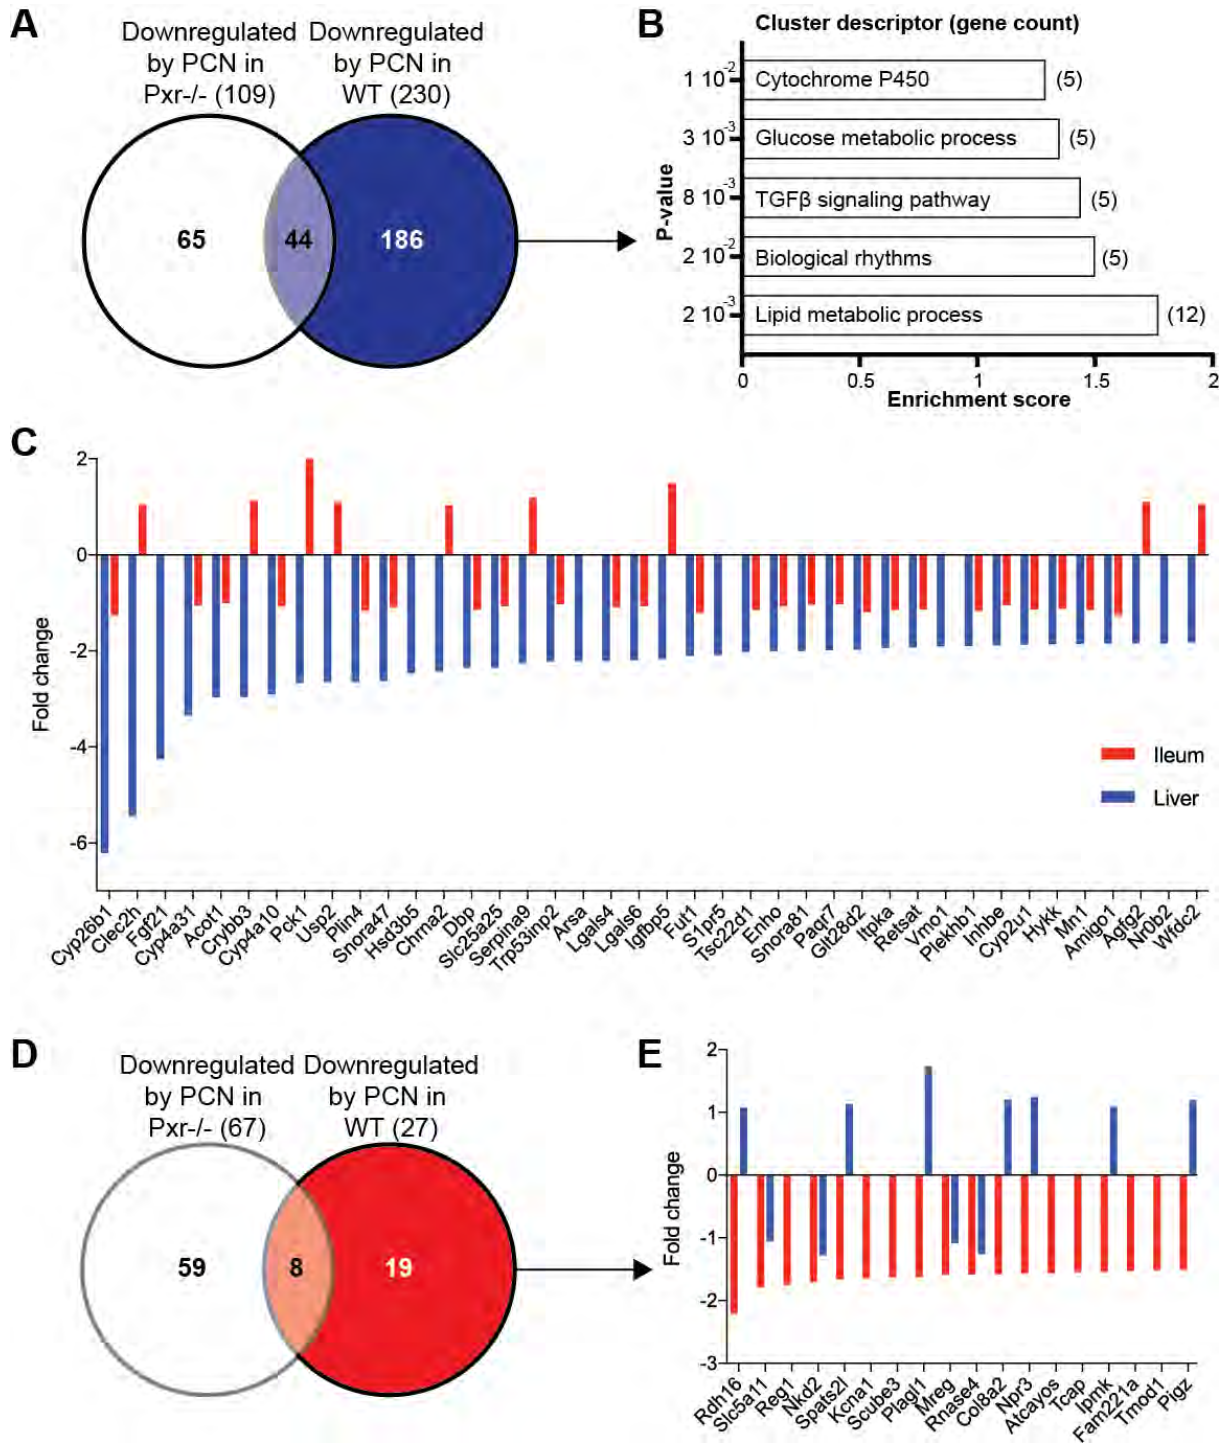 A
Downregulated
by PCN in
Pxr-/- (109)
Downregulated
by PCN in
WT (230)
65
44
186
B
Cluster descriptor (gene count)
P-value
1 10-2
Cytochrome P450
(5)
3 10-3
Glucose metabolic process
(5)
8 10-3
TGFβ signaling pathway
(5)
2 10-2
Biological rhythms
(5)
2 10-3
Lipid metabolic process
(12)
0
0.5
1
1.5
2
Enrichment score
C
Fold change
2
0
-2
-4
-6
Ileum
Liver
Cyp26b1
Clec2h
Fgf21
Cyp4a31
Acot1
Crybb3
Cyp4a10
Pck1
Usp2
Plin4
Snora47
Hsd3b5
Chrna2
Dbp
Slc25a25
Serpina9
Trp53inp2
Arsa
Lgals4
Lgals6
Igfbp5
Fut1
S1pr5
Tsc22d1
Enho
Snora81
Paqr7
Glt28d2
Itpka
Retsat
Vmo1
Plekhb1
Inhbe
Cyp2u1
Hykk
Mn1
Amigo1
Agfg2
Nr0b2
Wfdc2
D
Downregulated
by PCN in
Pxr-/- (67)
Downregulated
by PCN in
WT (27)
59
8
19
E
Fold change
2
1
0
-1
-2
-3
Rdh16
Slc5a11
Reg1
Nkd2
Spats2l
Kcna1
Scube3
Plagl1
Mreg
Rnase4
Col8a2
Npr3
Atcayos
Tcap
Ipmk
Fam221a
Tmod1
Pigz